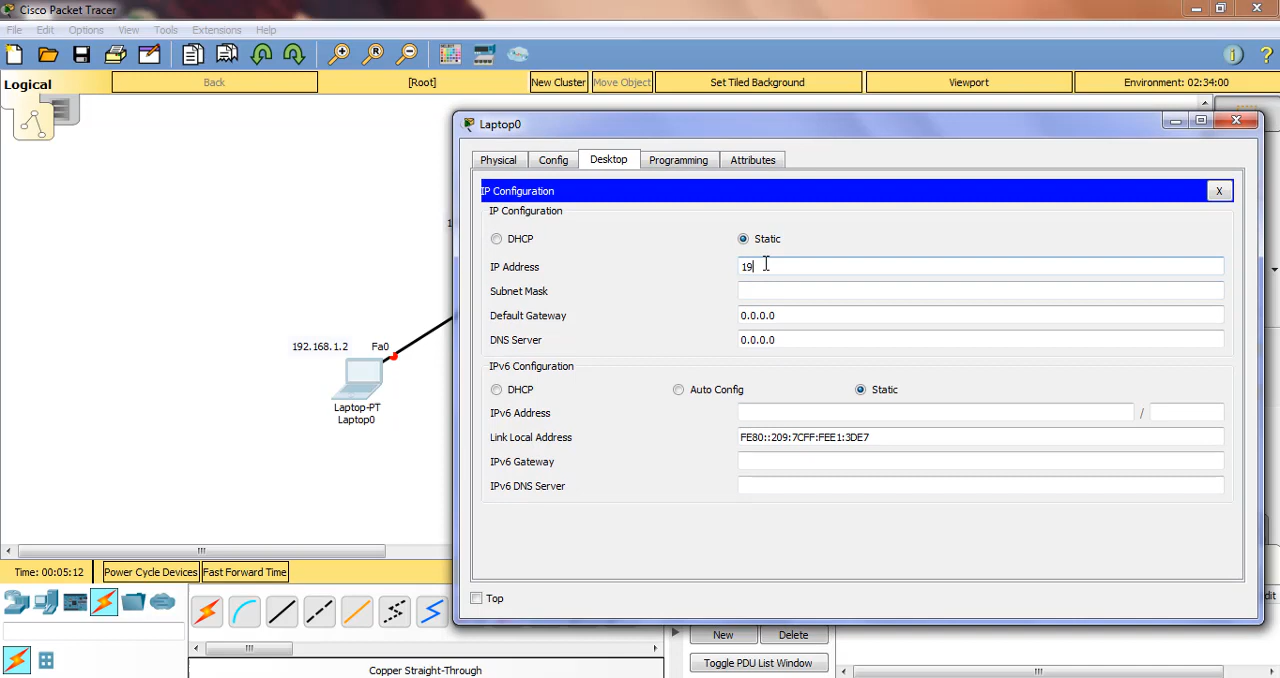 Cisco Packet Tracer
File Edit Options View Tools Extensions Help
Logical
Back
[Root]
New Cluster
Move Object
Set Tiled Background
Viewport
Environment: 02:34:00
Laptop0
Physical
Config
Desktop
Programming
Attributes
IP Configuration
X
IP Configuration
DHCP
Static
IP Address
19
Subnet Mask
Default Gateway
0.0.0.0
DNS Server
0.0.0.0
IPv6 Configuration
DHCP
Auto Config
Static
IPv6 Address
/
Link Local Address
FE80::209:7CFF:FEE1:3DE7
IPv6 Gateway
IPv6 DNS Server
Top
1
192.168.1.2
Fa0
Laptop-PT
Laptop0
Time: 00:05:12
Power Cycle Devices
Fast Forward Time
Copper Straight-Through
New
Delete
Toggle PDU List Window